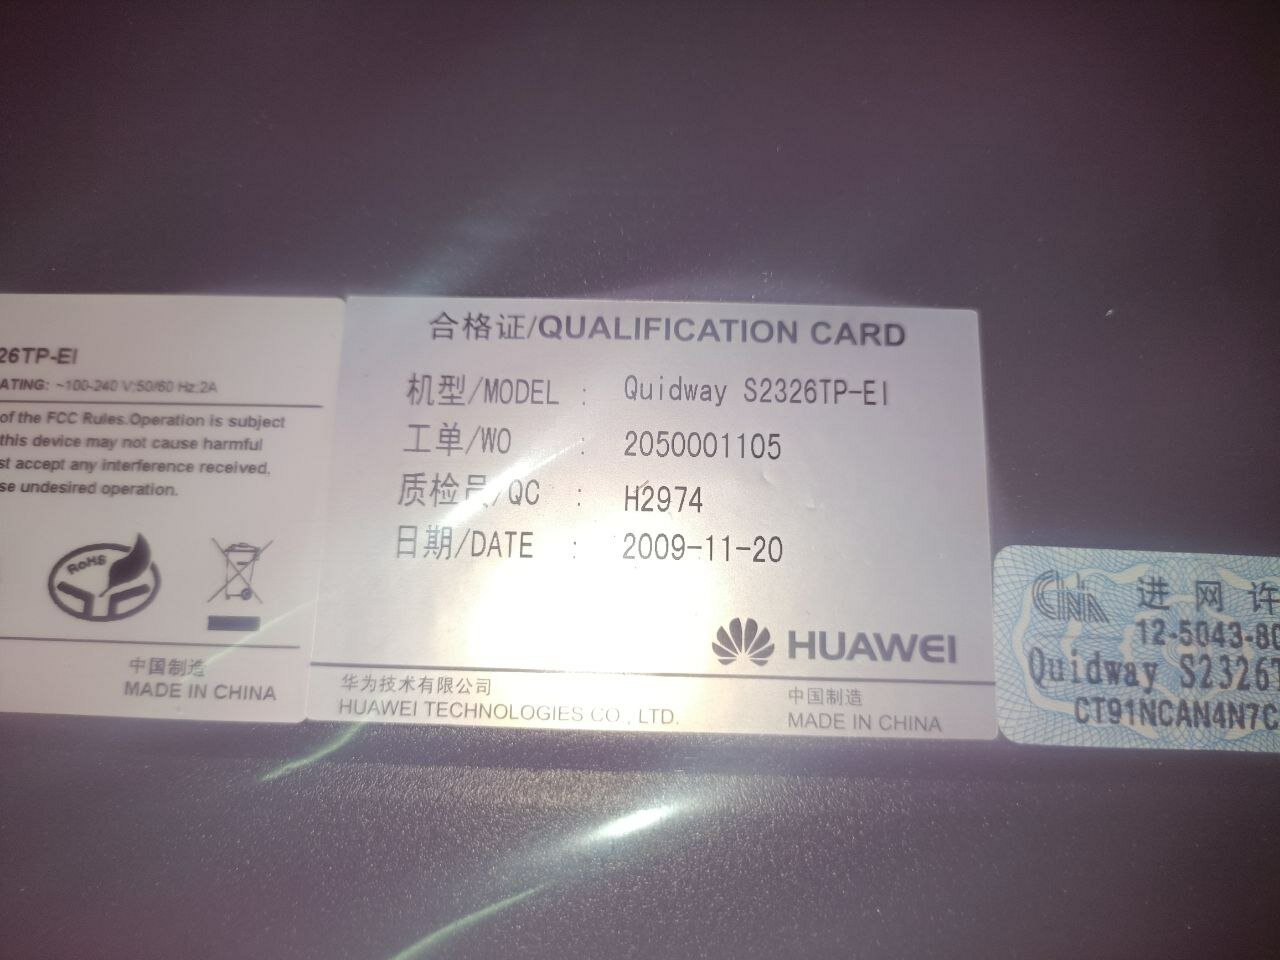 26TP-EI
ATING: ~100-240 V;50/60 Hz;2A
of the FCC Rules.Operation is subject
this device may not cause harmful
st accept any interference received,
se undesired operation.
RoHS
中国制造
MADE IN CHINA
合格证/QUALIFICATION CARD
机型/MODEL : Quidway S2326TP-EI
工单/WO : 2050001105
质检员/QC : H2974
日期/DATE : 2009-11-20
HUAWEI
华为技术有限公司
HUAWEI TECHNOLOGIES CO., LTD.
中国制造
MADE IN CHINA
进网许
12-5043-80
Quidway S2326T
CT91NCAN4N7C